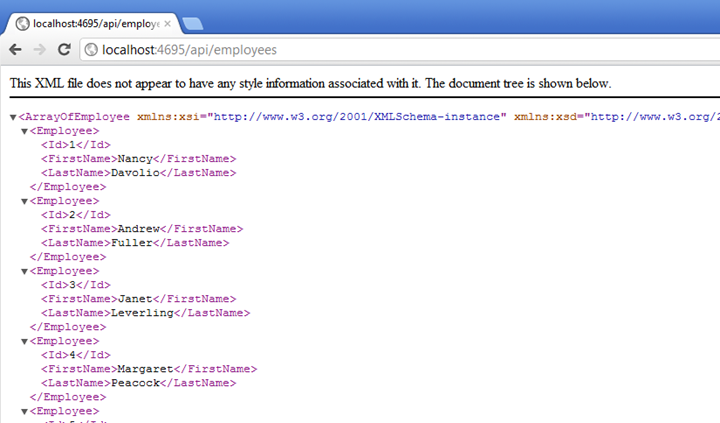 localhost:4695/api/employe
localhost:4695/api/employees
This XML file does not appear to have any style information associated with it. The document tree is shown below.
<ArrayOfEmployee xmlns:xsi="http://www.w3.org/2001/XMLSchema-instance" xmlns:xsd="http://www.w3.org/2
<Employee>
<Id>1</Id>
<FirstName>Nancy</FirstName>
<LastName>Davolio</LastName>
</Employee>
<Employee>
<Id>2</Id>
<FirstName>Andrew</FirstName>
<LastName>Fuller</LastName>
</Employee>
<Employee>
<Id>3</Id>
<FirstName>Janet</FirstName>
<LastName>Leverling</LastName>
</Employee>
<Employee>
<Id>4</Id>
<FirstName>Margaret</FirstName>
<LastName>Peacock</LastName>
</Employee>
<Employee>